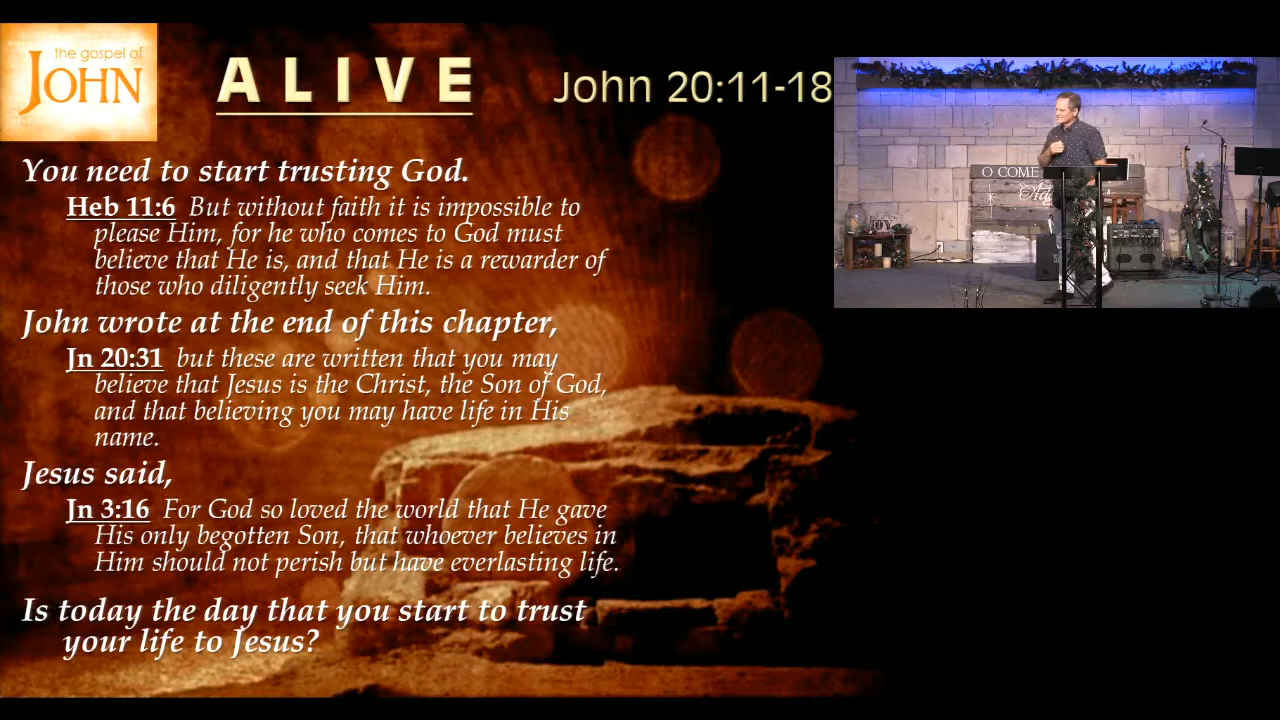 the gospel of
JOHN
ALIVE
John 20:11-18
You need to start trusting God.
Heb 11:6 But without faith it is impossible to
please Him, for he who comes to God must
believe that He is, and that He is a rewarder of
those who diligently seek Him.
John wrote at the end of this chapter,
Jn 20:31 but these are written that you may
believe that Jesus is the Christ, the Son of God,
and that believing you may have life in His
name.
Jesus said,
Jn 3:16 For God so loved the world that He gave
His only begotten Son, that whoever believes in
Him should not perish but have everlasting life.
Is today the day that you start to trust
your life to Jesus?
O COME
JOY